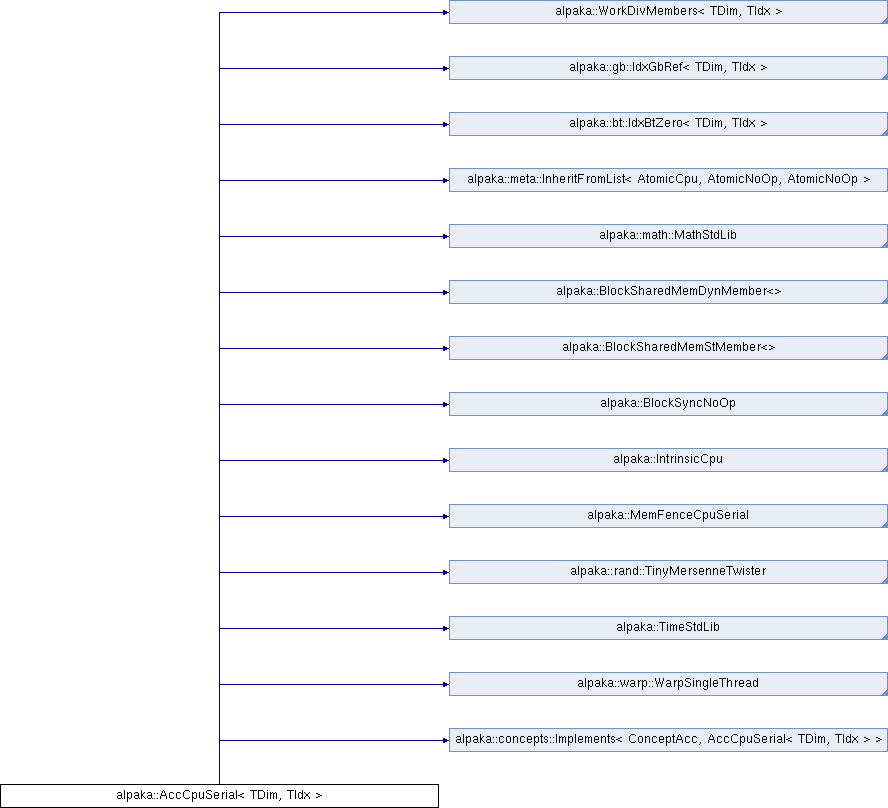 alpaka::WorkDivMembers< TDim, TIdx >
alpaka::gb::IdxGbRef< TDim, TIdx >
alpaka::bt::IdxBtZero< TDim, TIdx >
alpaka::meta::InheritFromList< AtomicCpu, AtomicNoOp, AtomicNoOp >
alpaka::math::MathStdLib
alpaka::BlockSharedMemDynMember<>
alpaka::BlockSharedMemStMember<>
alpaka::BlockSyncNoOp
alpaka::IntrinsicCpu
alpaka::MemFenceCpuSerial
alpaka::rand::TinyMersenneTwister
alpaka::TimeStdLib
alpaka::warp::WarpSingleThread
alpaka::concepts::Implements< ConceptAcc, AccCpuSerial< TDim, TIdx > >
alpaka::AccCpuSerial< TDim, TIdx >